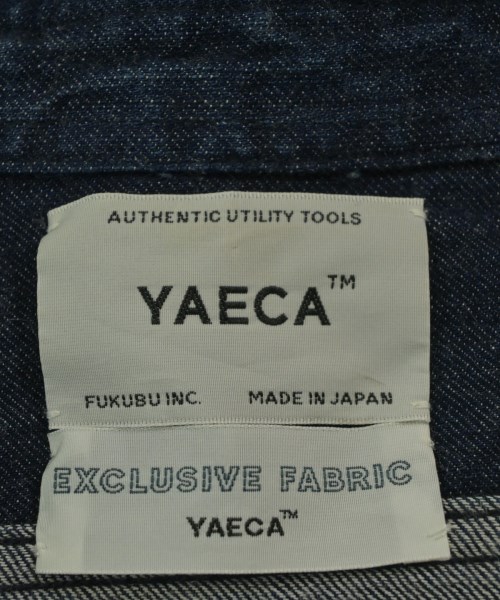 AUTHENTIC UTILITY TOOLS
YAECA™
FUKUBU INC. MADE IN JAPAN
EXCLUSIVE FABRIC
YAECA™